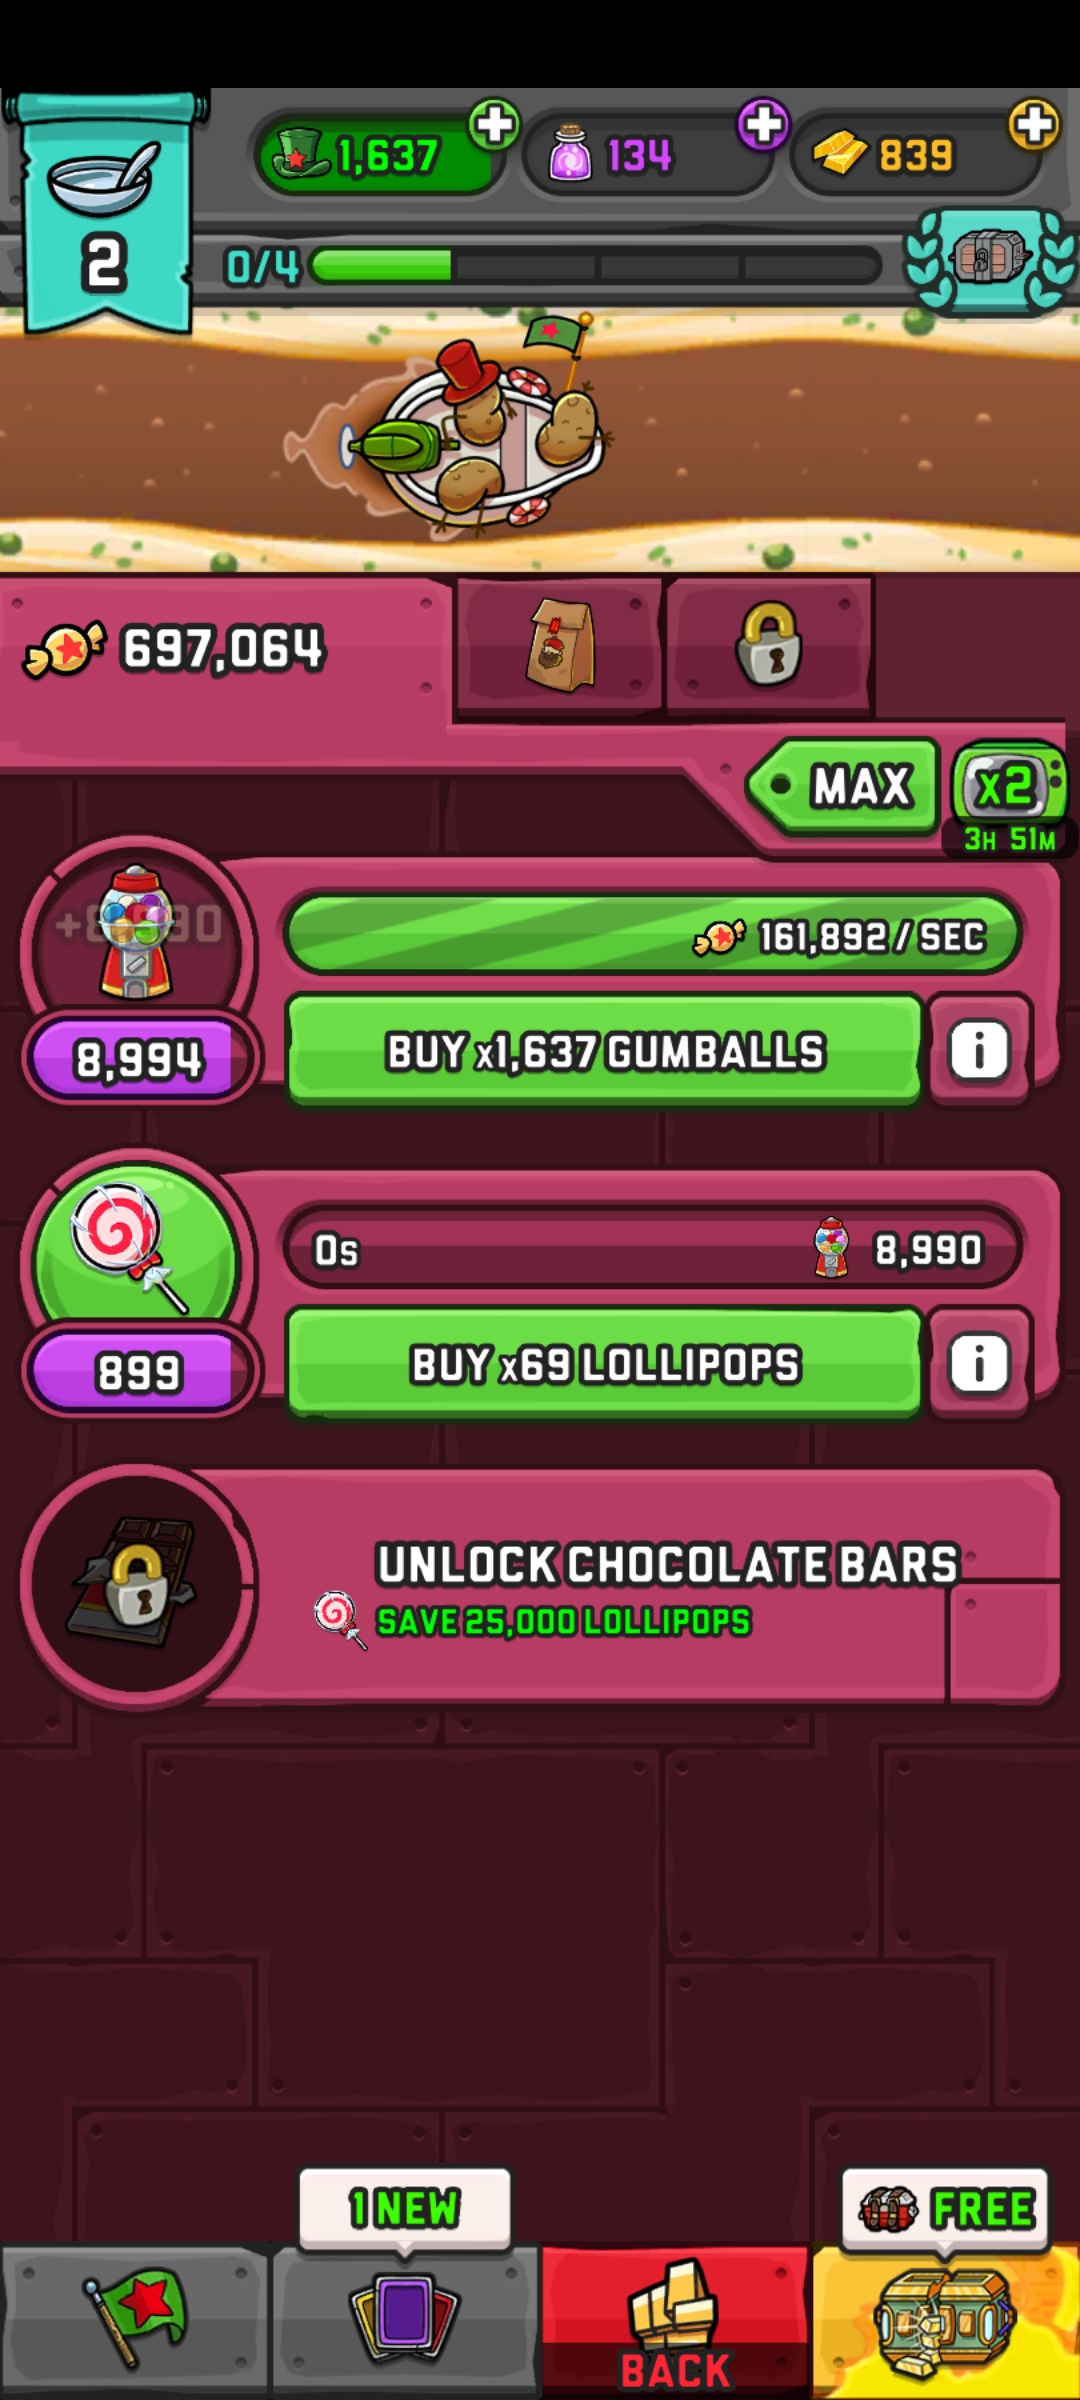 1,637
134
839
2
0/4
697,064
MAX
x2
3H 51M
+8,990
161,892 / SEC
8,994
BUY x1,637 GUMBALLS
i
0s
8,990
899
BUY x69 LOLLIPOPS
i
UNLOCK CHOCOLATE BARS
SAVE 25,000 LOLLIPOPS
1 NEW
FREE
BACK